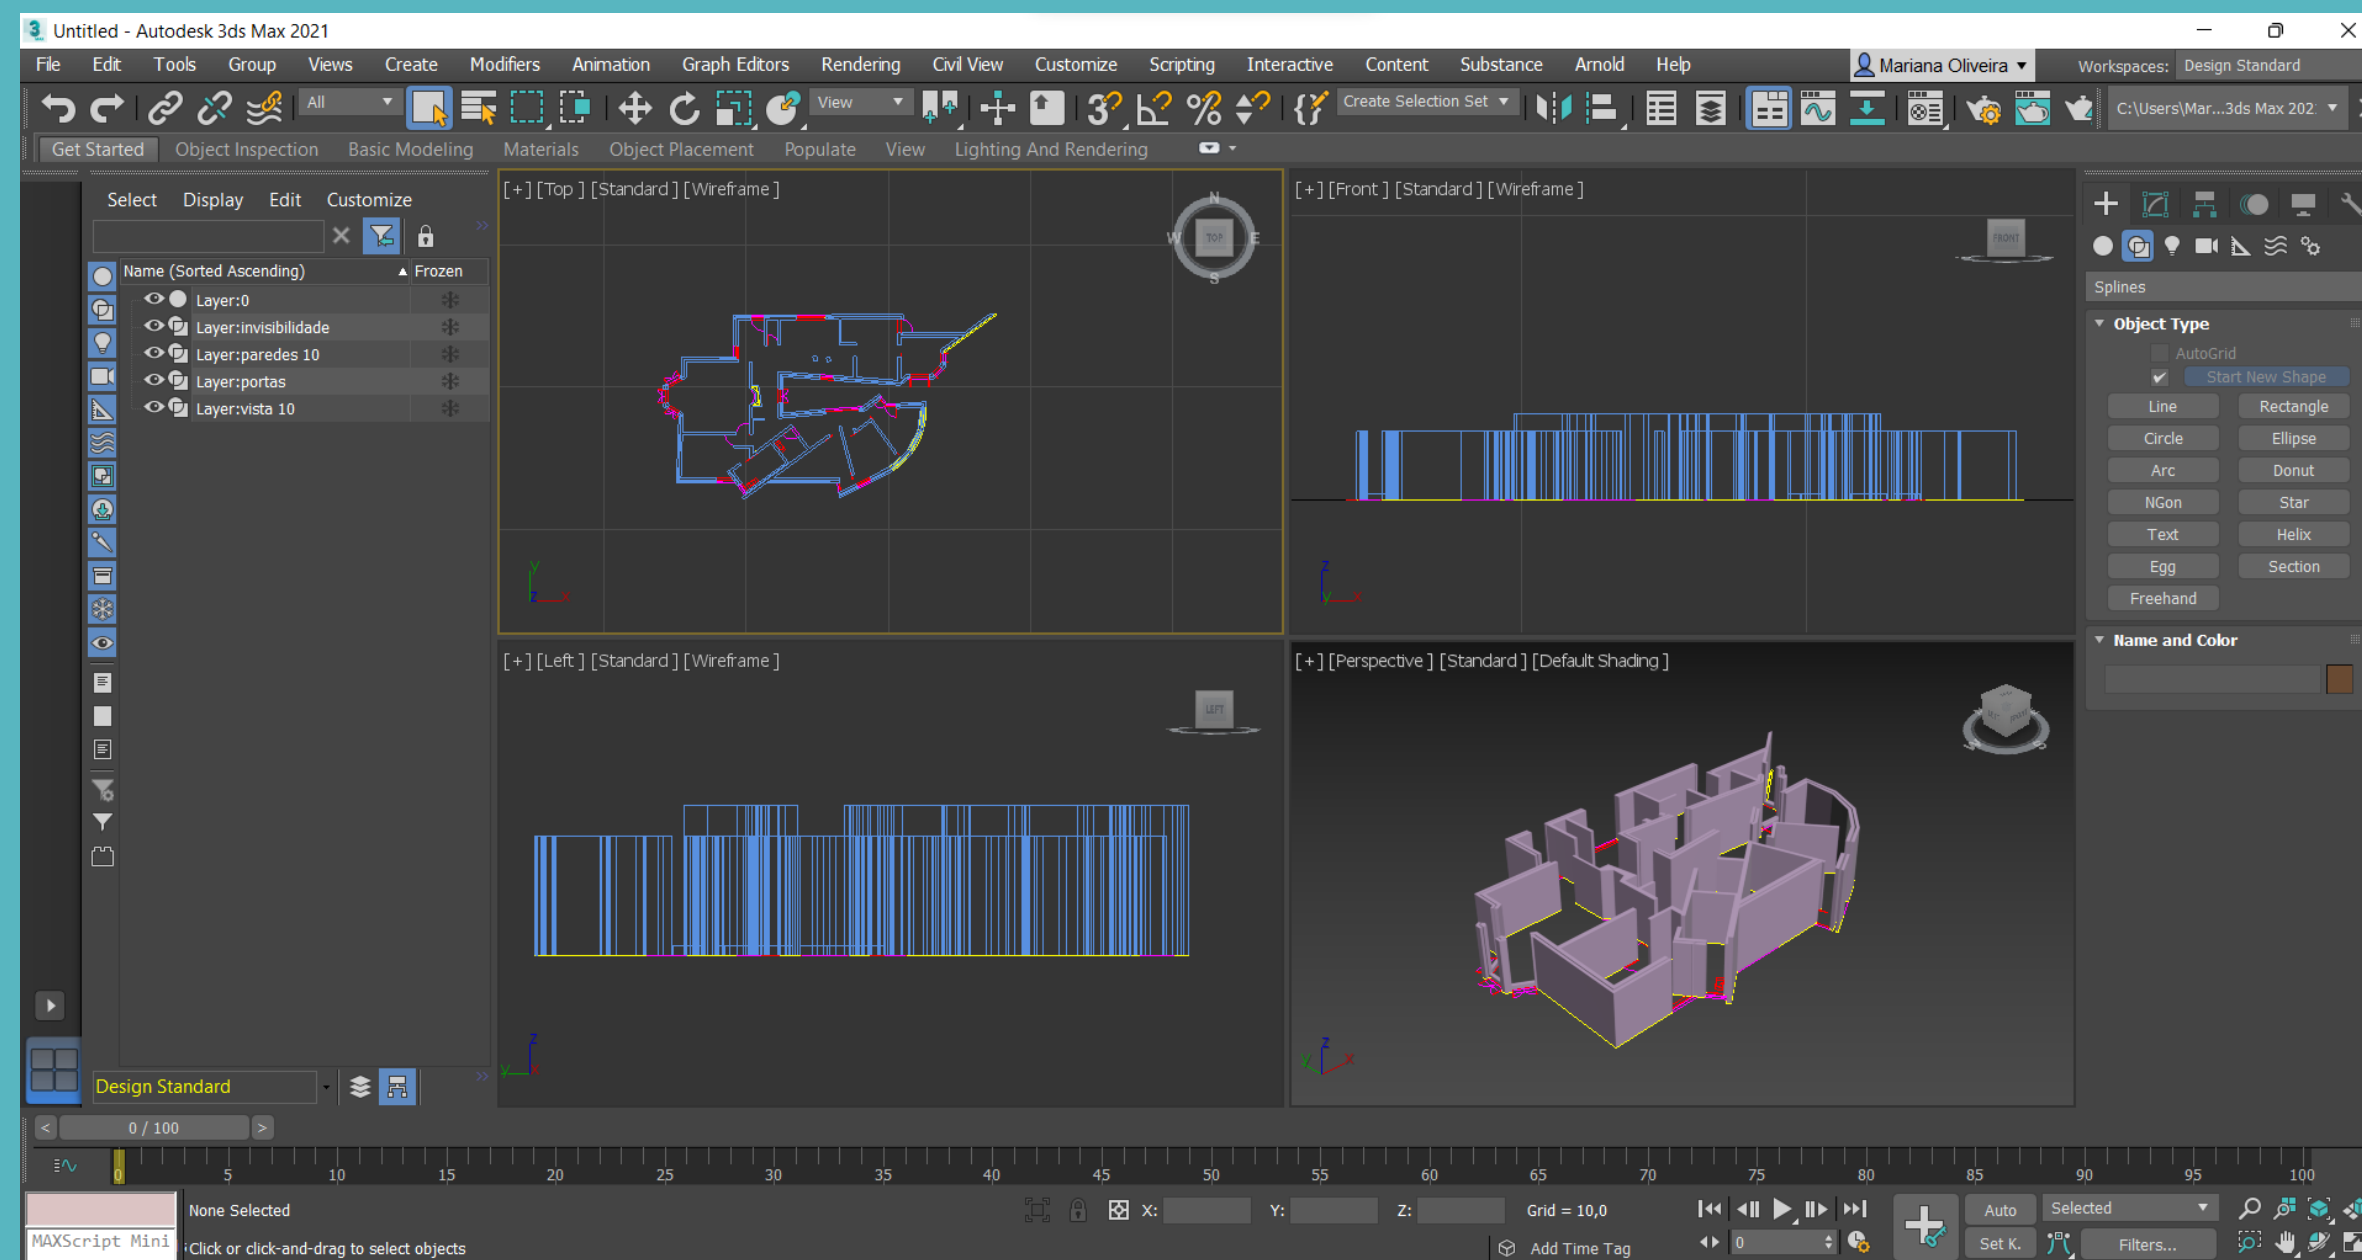 Untitled - Autodesk 3ds Max 2021
File Edit Tools Group Views Create Modifiers Animation Graph Editors Rendering Civil View Customize Scripting Interactive Content Substance Arnold Help Mariana Oliveira Workspaces: Design Standard
All View Create Selection Set C:\Users\Mar...3ds Max 202
Get Started Object Inspection Basic Modeling Materials Object Placement Populate View Lighting And Rendering
Select Display Edit Customize
Name (Sorted Ascending) Frozen
Layer:0
Layer:invisibilidade
Layer:paredes 10
Layer:portas
Layer:vista 10
Design Standard
[+] [Top ] [Standard ] [Wireframe ]
N
W TOP E
S
y
z x
[+] [Front ] [Standard ] [Wireframe ]
FRONT
z
y x
[+] [Left ] [Standard ] [Wireframe ]
LEFT
z
y x
[+] [Perspective ] [Standard ] [Default Shading ]
z
y x
Splines
Object Type
AutoGrid
Start New Shape
Line Rectangle
Circle Ellipse
Arc Donut
NGon Star
Text Helix
Egg Section
Freehand
Name and Color
< 0 / 100 >
0 5 10 15 20 25 30 35 40 45 50 55 60 65 70 75 80 85 90 95 100
None Selected X: Y: Z: Grid = 10,0 Auto Selected
MAXScript Mini Click or click-and-drag to select objects Add Time Tag 0 Set K. Filters...